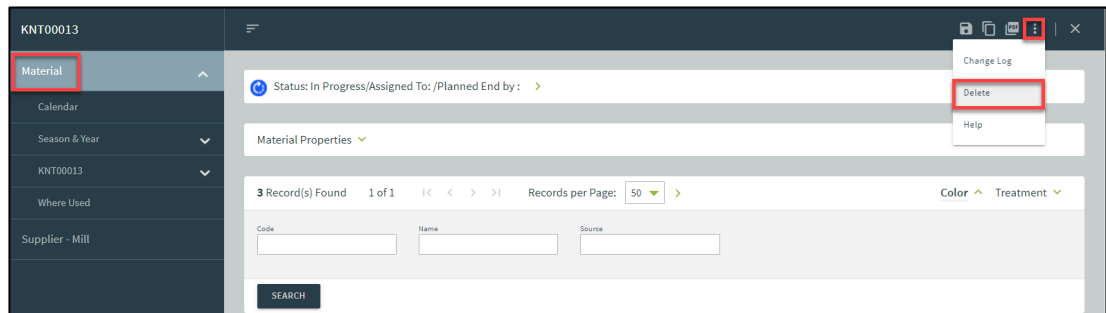 KNT00013
PDF
Material
Calendar
Season & Year
KNT00013
Where Used
Supplier - Mill
Change Log
Delete
Help
Status: In Progress/Assigned To: /Planned End by :
Material Properties
3 Record(s) Found 1 of 1 Records per Page: 50 Color Treatment
Code Name Source
SEARCH